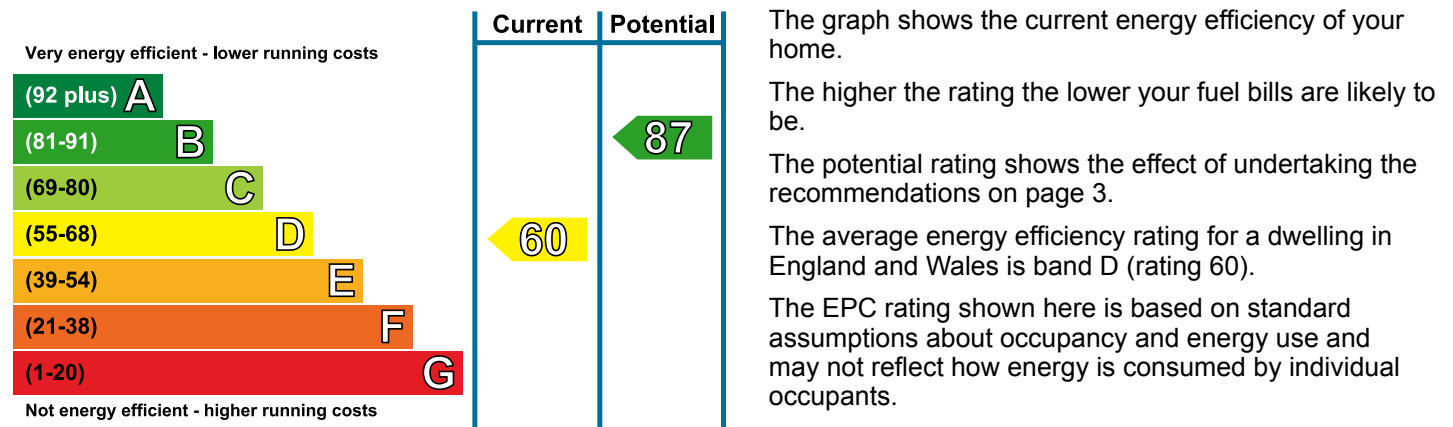 Current Potential
Very energy efficient - lower running costs
(92 plus) A
(81-91) B
87
(69-80) C
(55-68) D
60
(39-54) E
(21-38) F
(1-20) G
Not energy efficient - higher running costs
The graph shows the current energy efficiency of your
home.
The higher the rating the lower your fuel bills are likely to
be.
The potential rating shows the effect of undertaking the
recommendations on page 3.
The average energy efficiency rating for a dwelling in
England and Wales is band D (rating 60).
The EPC rating shown here is based on standard
assumptions about occupancy and energy use and
may not reflect how energy is consumed by individual
occupants.